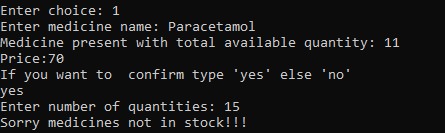 Enter choice: 1
Enter medicine name: Paracetamol
Medicine present with total available quantity: 11
Price:70
If you want to  confirm type 'yes' else 'no'
yes
Enter number of quantities: 15
Sorry medicines not in stock!!!